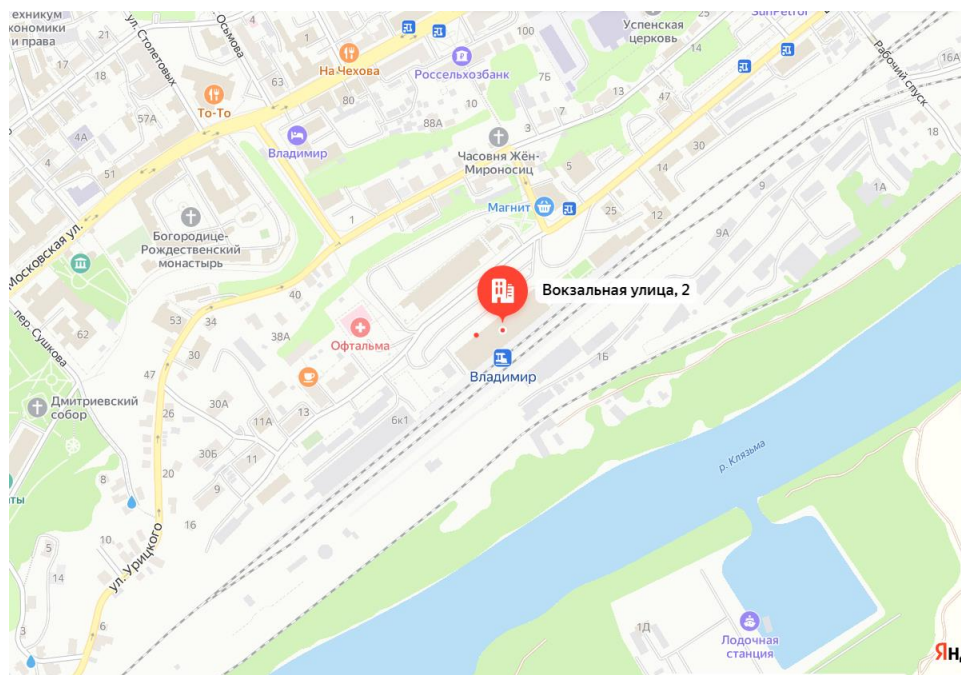 ехникум
кономики
и права
21
ул. Столетовых
Осьмова
1
На Чехова
100
Россельхозбанк
Успенская
церковь
25
14
SunPetrol
Рабочий спуск
16А
17
18
57А
То-То
63
80
88А
10
7Б
7
13
47
4А
4
51
Владимир
3
Часовня Жён-
Мироносиц
5
14
30
18
9
1А
Магнит
25
12
9А
Московская ул.
Богородице-
Рождественский
монастырь
1
40
Вокзальная улица, 2
62
53
34
38А
Офтальма
пер. Сушкова
30
47
Владимир
1Б
Дмитриевский
собор
26
30А
11А
13
6к1
30Б
11
р. Клязьма
8
20
9
аты
16
10
5
14
ул. Урицкого
6
1Д
Лодочная
станция
Янд